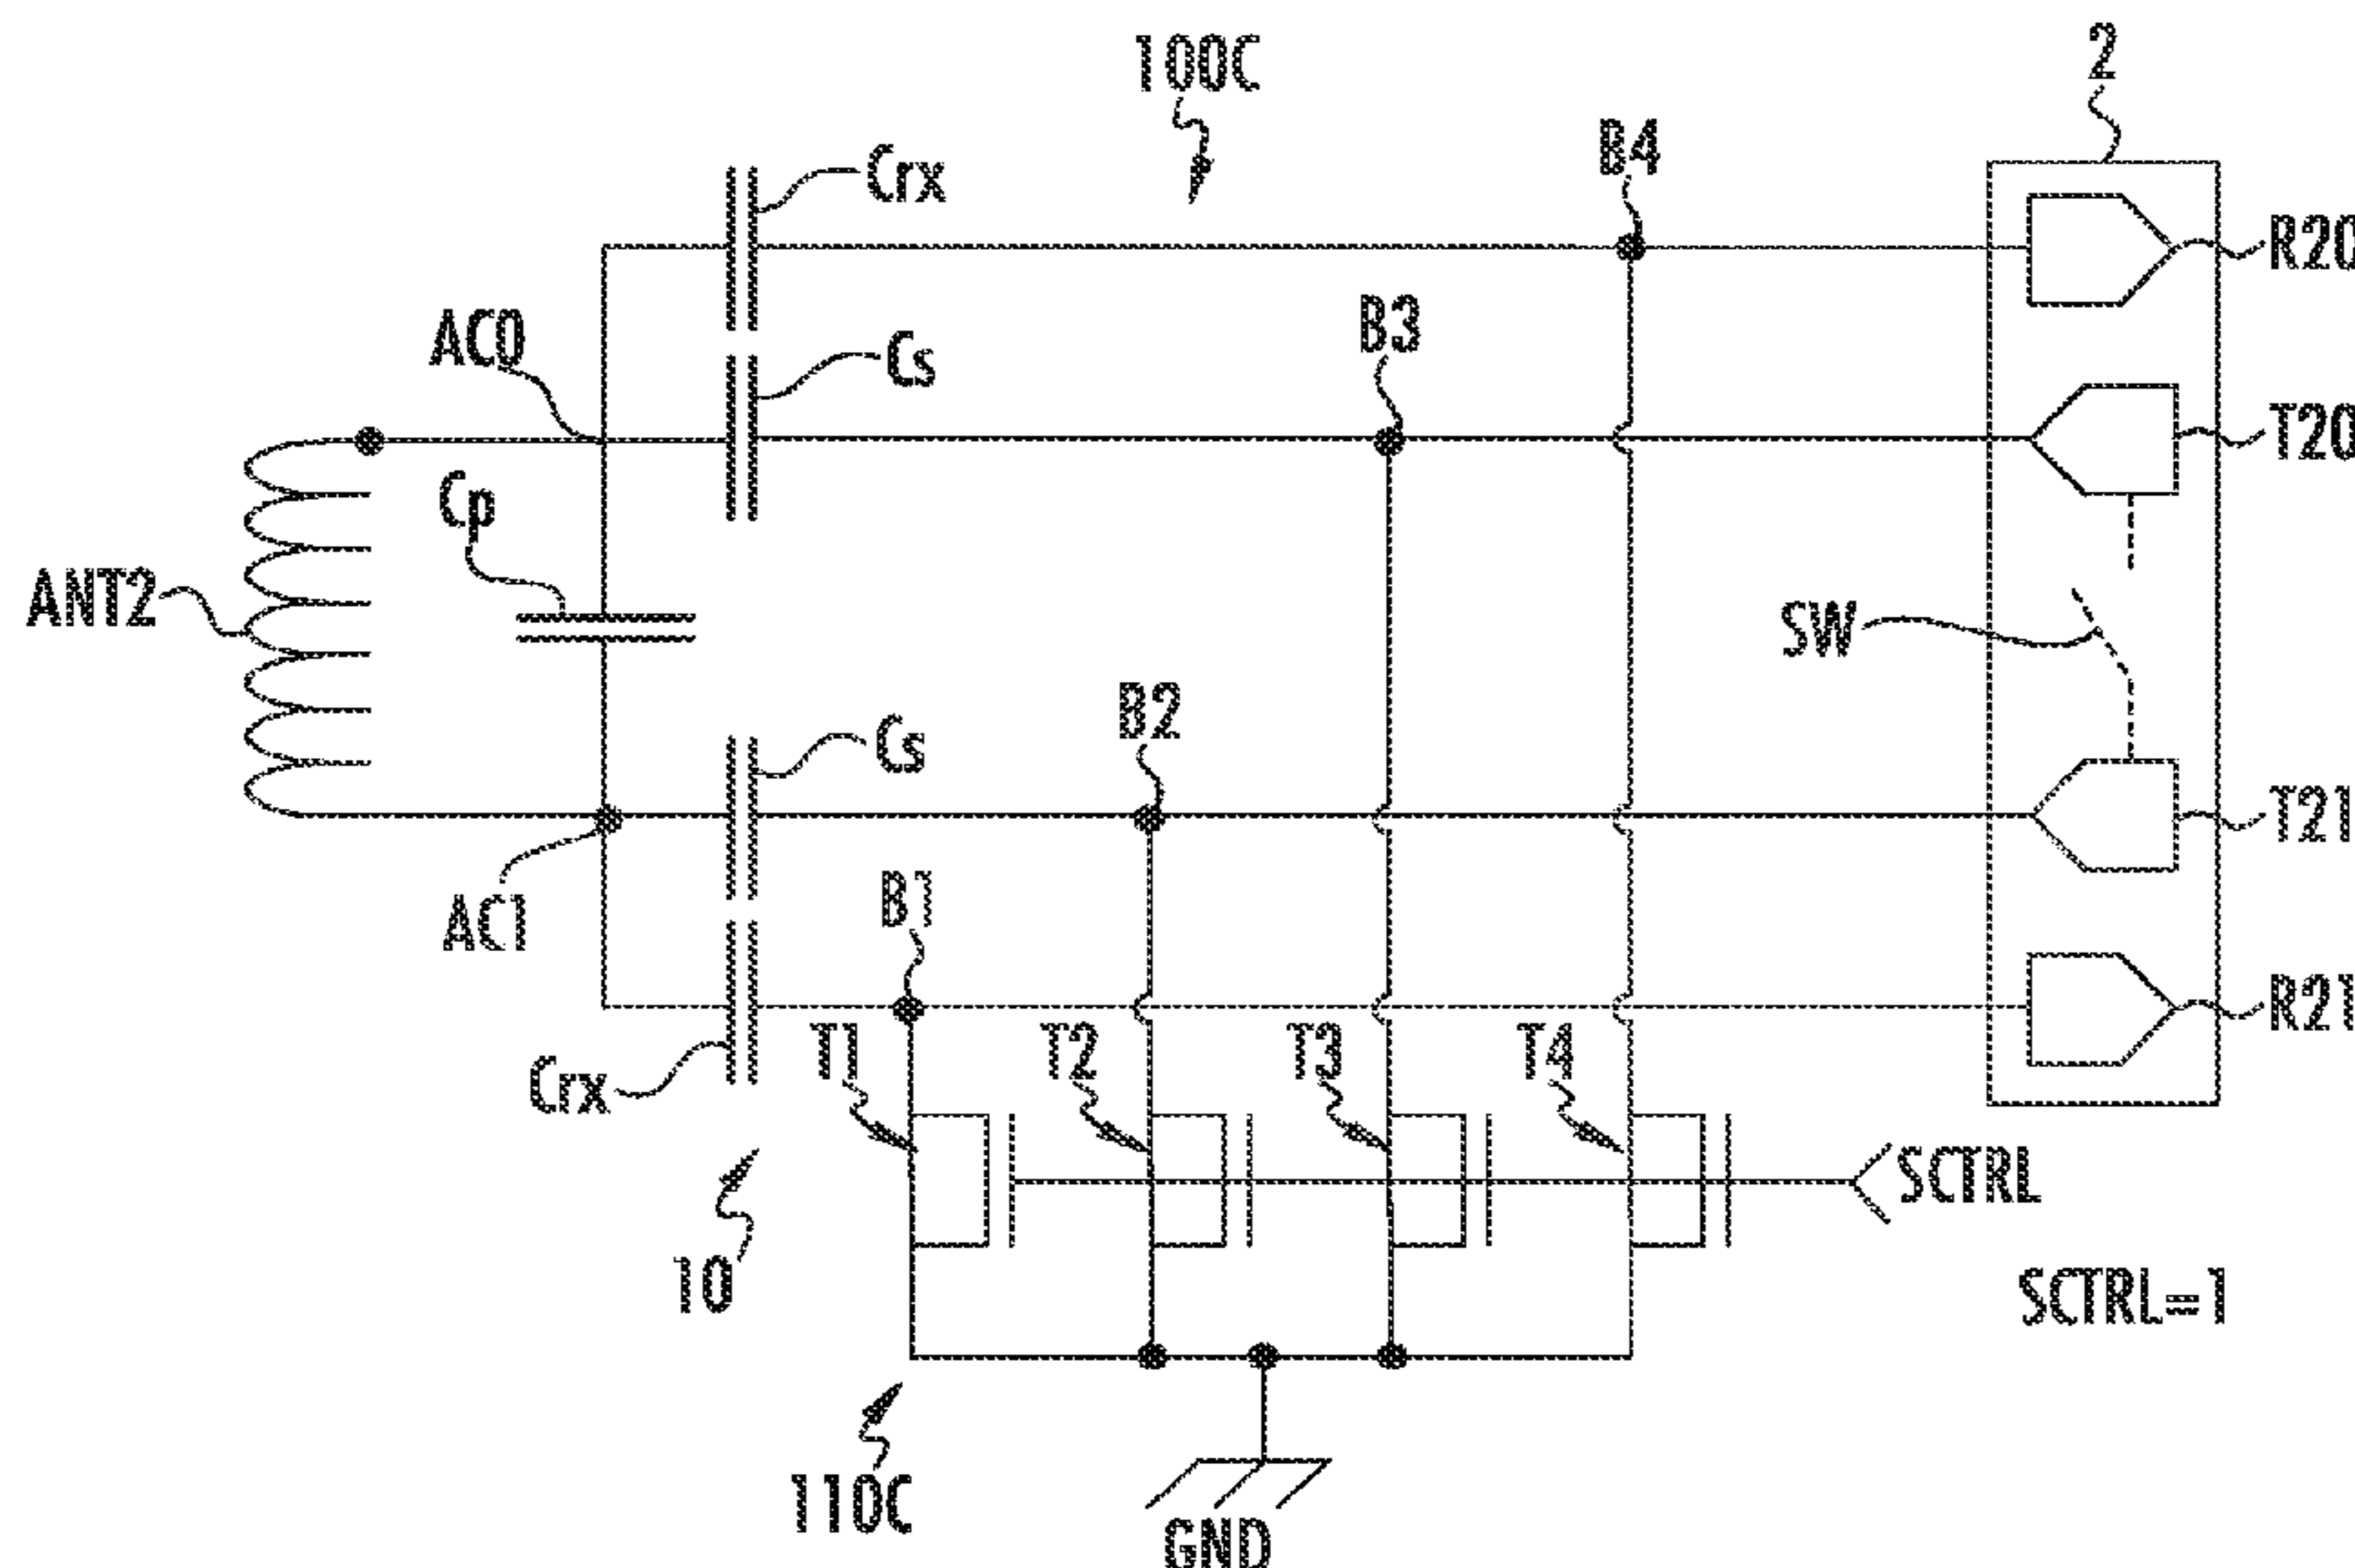 2
100C
B4
Crx
R20
AC0
Cs
B3
T20
Cp
ANT2
SW
B2
Cs
T21
AC1
B1
R21
Crx
T1
T2
T3
T4
SCTRL
10
SCTRL=1
110C
GND